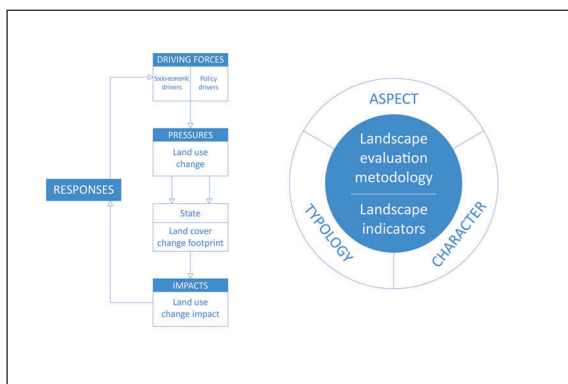 DRIVING FORCES
Socio-economic
drivers
Policy
drivers
PRESSURES
Land use
change
RESPONSES
State
Land cover
change footprint
IMPACTS
Land use
change impact
ASPECT
Landscape
evaluation
metodology
Landscape
indicators
TYPOLOGY
CHARACTER